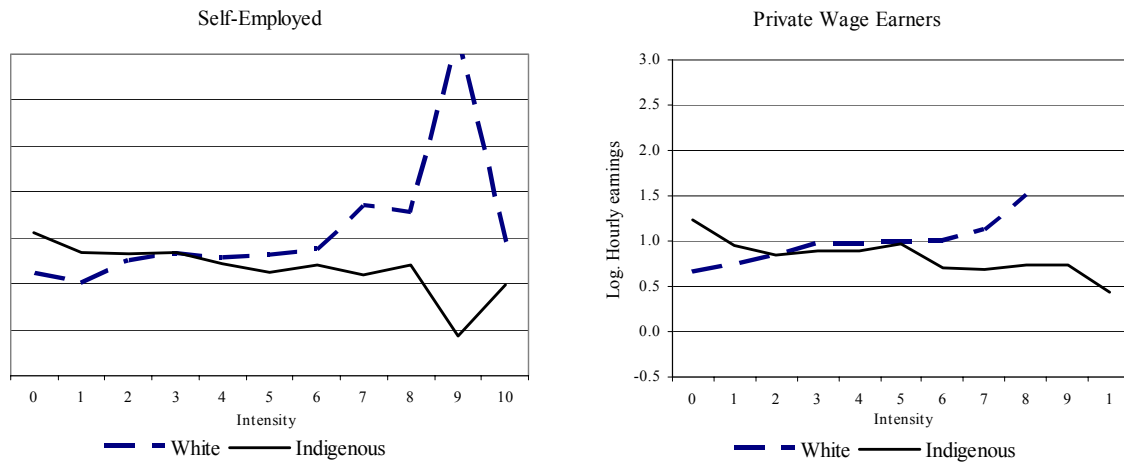 Self-Employed
0 1 2 3 4 5 6 7 8 9 10
Intensity
White Indigenous
Private Wage Earners
Log. Hourly earnings
3.0
2.5
2.0
1.5
1.0
0.5
0.0
-0.5
0 1 2 3 4 5 6 7 8 9 1
Intensity
White Indigenous